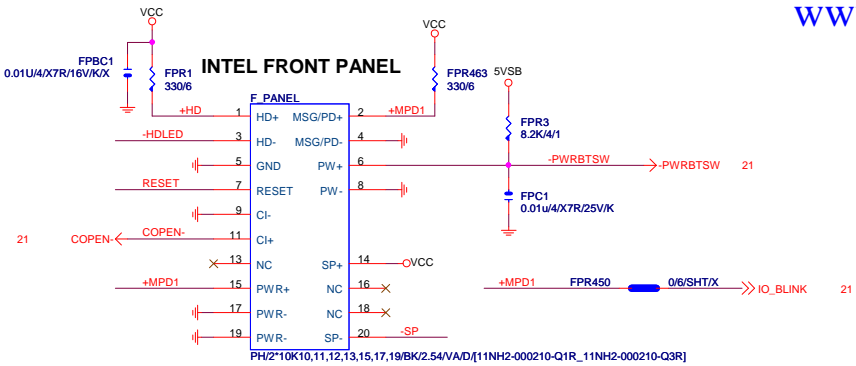 WW
VCC
VCC
FPBC1
0.01U/4/X7R/16V/K/X
FPR1
330/6
INTEL FRONT PANEL
FPR463
330/6
5VSB
F_PANEL
+HD 1 HD+ MSG/PD+ 2 +MPD1
FPR3
8.2K/4/1
-HDLED 3 HD- MSG/PD- 4
5 GND PW+ 6 -PWRBTSW -PWRBTSW 21
RESET 7 RESET PW- 8
FPC1
0.01u/4/X7R/25V/K
9 CI-
21 COPEN- COPEN- 11 CI+
13 NC SP+ 14 VCC
+MPD1 15 PWR+ NC 16
+MPD1 FPR450 0/6/SHT/X IO_BLINK 21
17 PWR- NC 18
19 PWR- SP- 20 -SP
PH/2*10K10,11,12,13,15,17,19/BK/2.54/VA/D/[11NH2-000210-Q1R_11NH2-000210-Q3R]